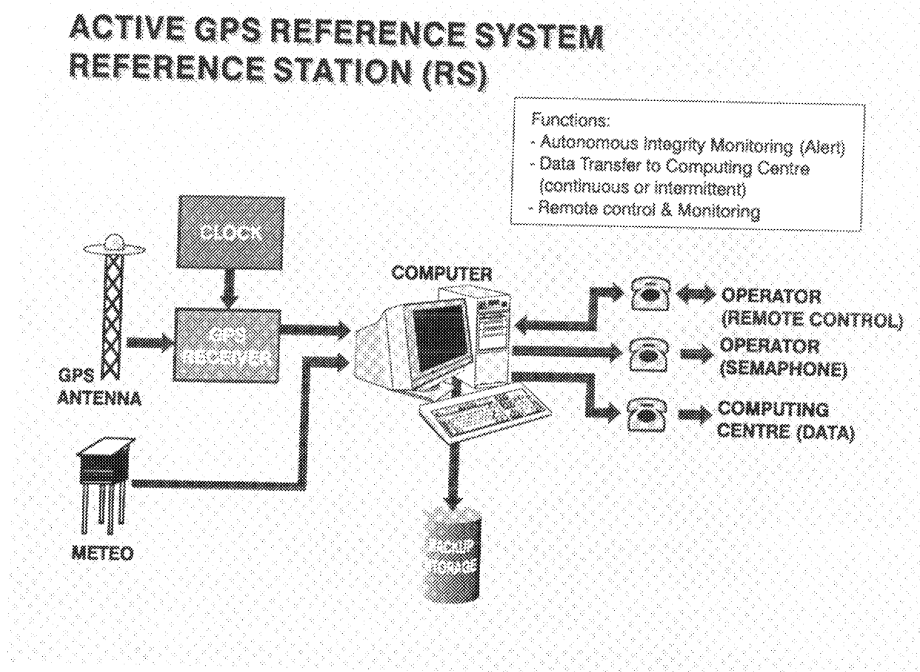 ACTIVE GPS REFERENCE SYSTEM
REFERENCE STATION (RS)
Functions:
- Autonomous Integrity Monitoring (Alert)
- Data Transfer to Computing Centre
(continuous or intermittent)
- Remote control & Monitoring
CLOCK
GPS
RECEIVER
GPS
ANTENNA
METEO
COMPUTER
BACKUP
STORAGE
OPERATOR
(REMOTE CONTROL)
OPERATOR
(SEMAPHONE)
COMPUTING
CENTRE (DATA)